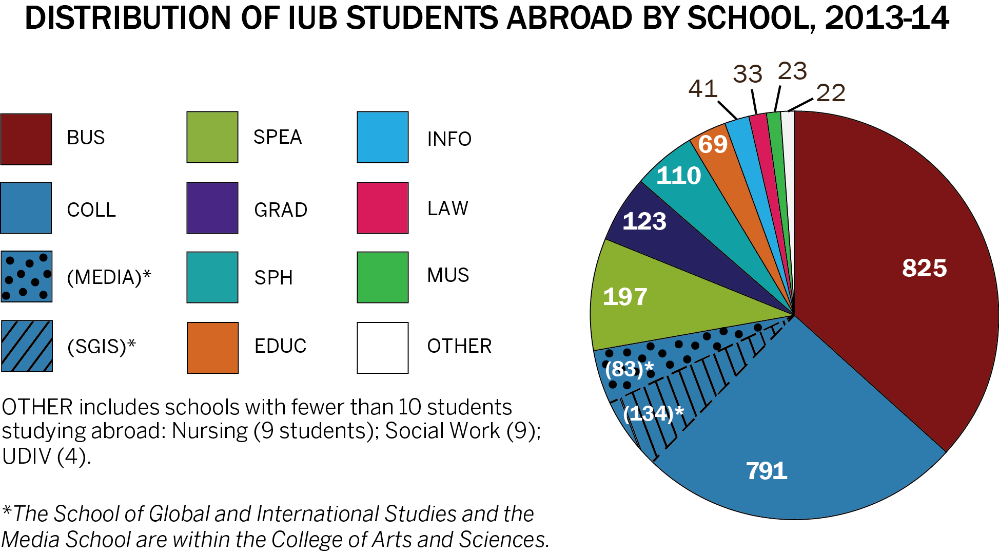 DISTRIBUTION OF IUB STUDENTS ABROAD BY SCHOOL, 2013-14
BUS
SPEA
INFO
COLL
GRAD
LAW
(MEDIA)*
SPH
MUS
(SGIS)*
EDUC
OTHER
OTHER includes schools with fewer than 10 students
studying abroad: Nursing (9 students); Social Work (9);
UDIV (4).
*The School of Global and International Studies and the
Media School are within the College of Arts and Sciences.
41
33
23
22
69
110
123
197
(83)*
(134)*
791
825